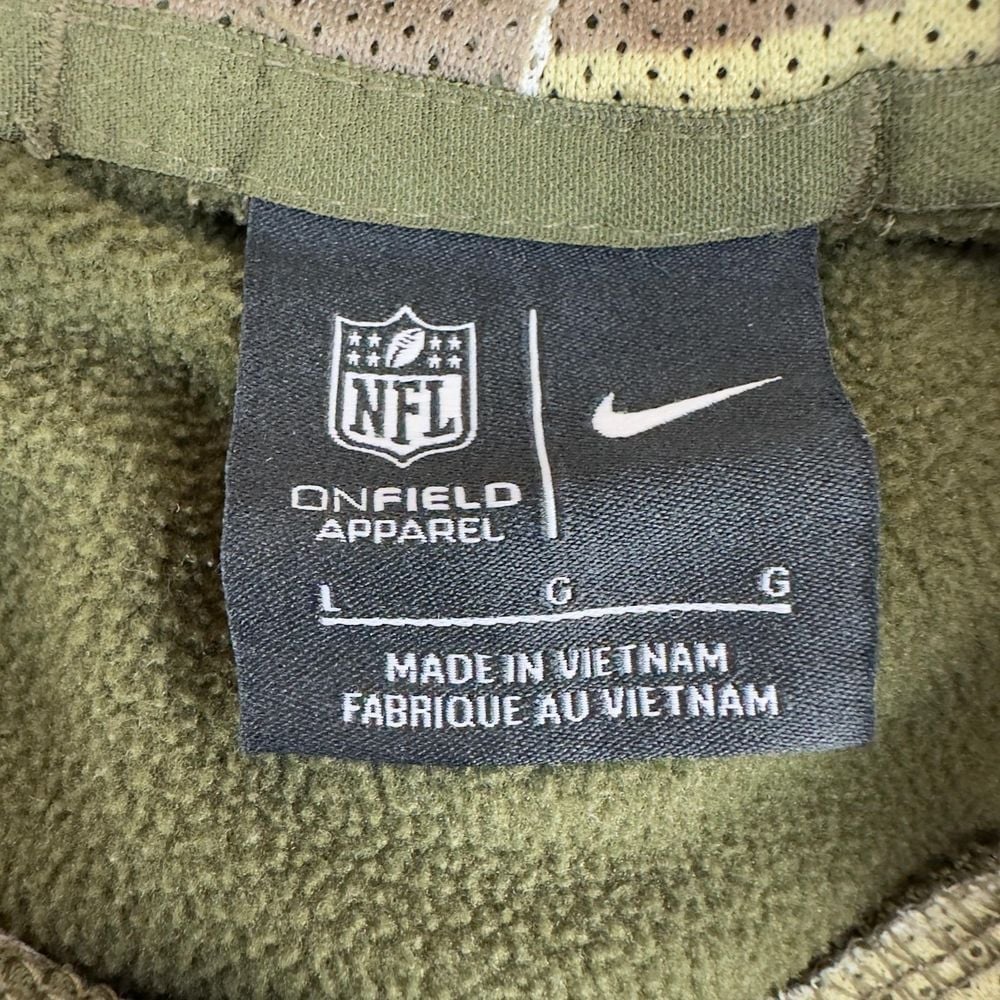 NFL
ONFIELD
APPAREL
L G G
MADE IN VIETNAM
FABRIQUE AU VIETNAM